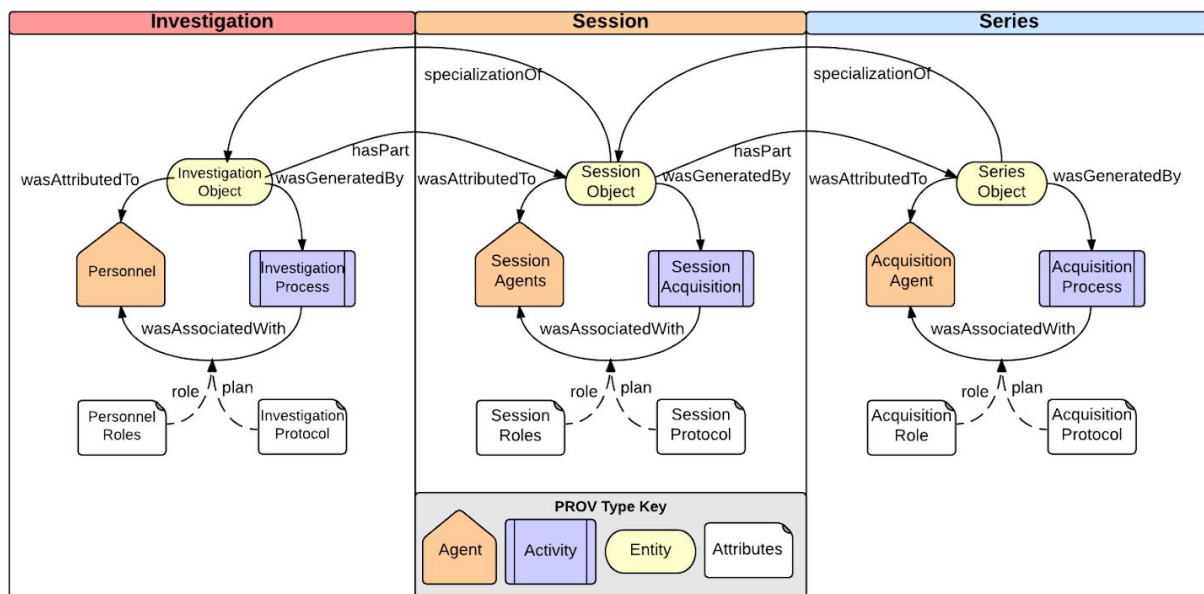 Investigation
Session
Series
specializationOf
specializationOf
hasPart
hasPart
wasAttributedTo
Investigation
Object
wasGeneratedBy
wasAttributedTo
Session
Object
wasGeneratedBy
wasAttributedTo
Series
Object
wasGeneratedBy
Personnel
Investigation
Process
Session
Agents
Session
Acquisition
Acquisition
Agent
Acquisition
Process
wasAssociatedWith
wasAssociatedWith
wasAssociatedWith
role
plan
role
plan
role
plan
Personnel
Roles
Investigation
Protocol
Session
Roles
Session
Protocol
Acquisition
Role
Acquisition
Protocol
PROV Type Key
Agent
Activity
Entity
Attributes